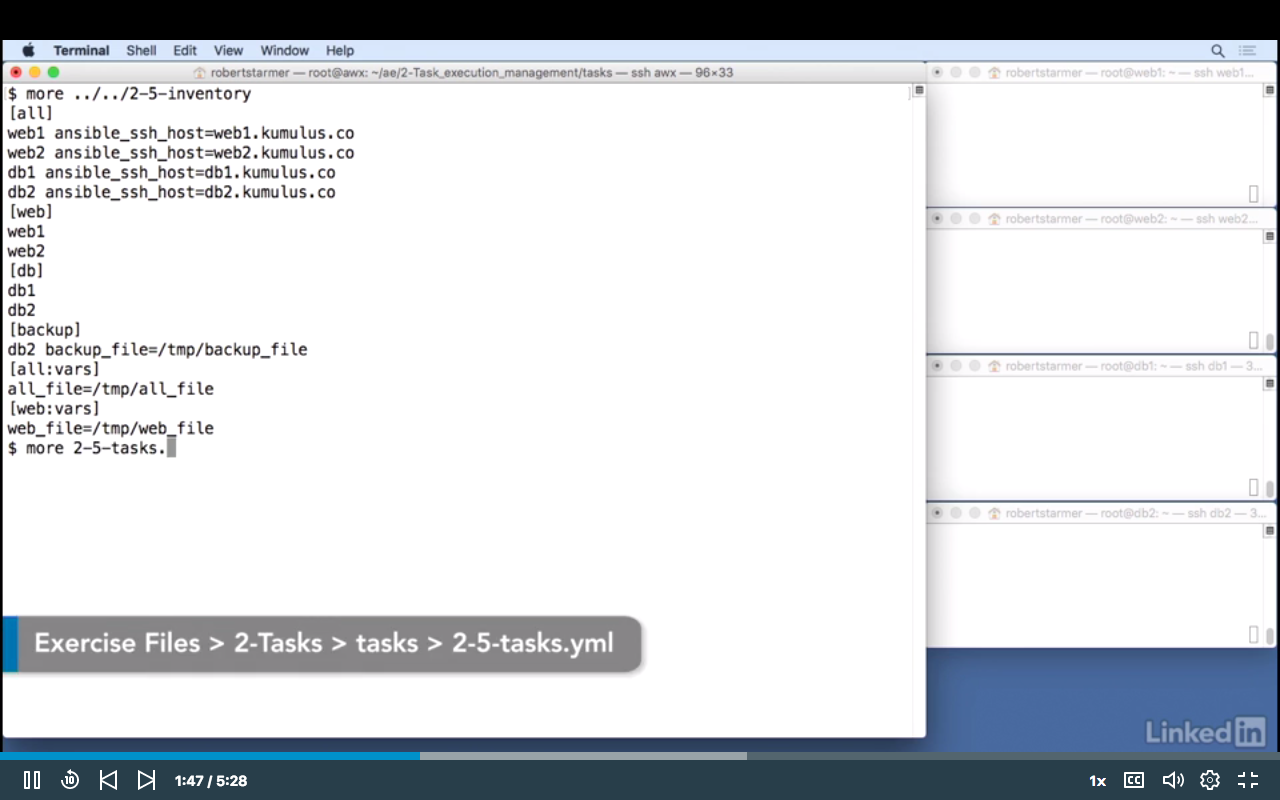 Terminal Shell Edit View Window Help
robertstarmer — root@awx: ~/ae/2-Task_execution_management/tasks — ssh awx — 96×33
$ more ../../2-5-inventory
[all]
web1 ansible_ssh_host=web1.kumulus.co
web2 ansible_ssh_host=web2.kumulus.co
db1 ansible_ssh_host=db1.kumulus.co
db2 ansible_ssh_host=db2.kumulus.co
[web]
web1
web2
[db]
db1
db2
[backup]
db2 backup_file=/tmp/backup_file
[all:vars]
all_file=/tmp/all_file
[web:vars]
web_file=/tmp/web_file
$ more 2-5-tasks.
robertstarmer — root@web1: ~ — ssh web1...
robertstarmer — root@web2: ~ — ssh web2...
robertstarmer — root@db1: ~ — ssh db1 — 3...
robertstarmer — root@db2: ~ — ssh db2 — 3...
Exercise Files > 2-Tasks > tasks > 2-5-tasks.yml
Linked in
10
1:47 / 5:28
1x
CC